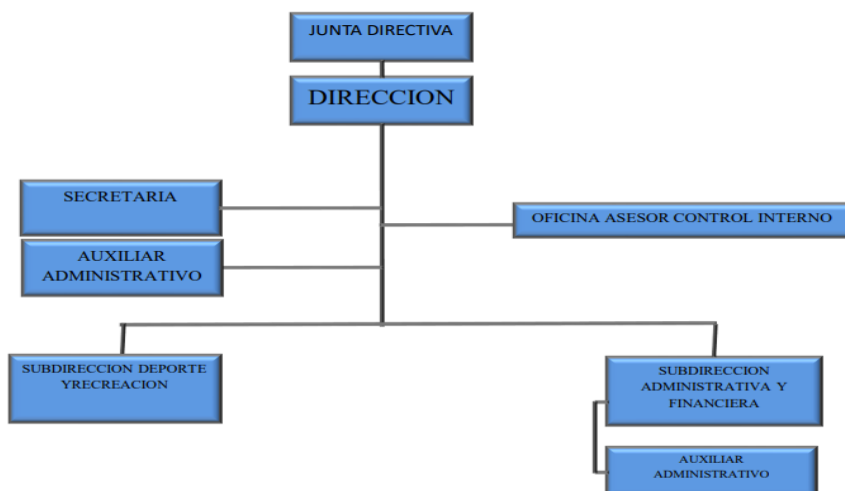 JUNTA DIRECTIVA
DIRECCION
SECRETARIA
OFICINA ASESOR CONTROL INTERNO
AUXILIAR
ADMINISTRATIVO
SUBDIRECCION DEPORTE
YRECREACION
SUBDIRECCION
ADMINISTRATIVA Y
FINANCIERA
AUXILIAR
ADMINISTRATIVO